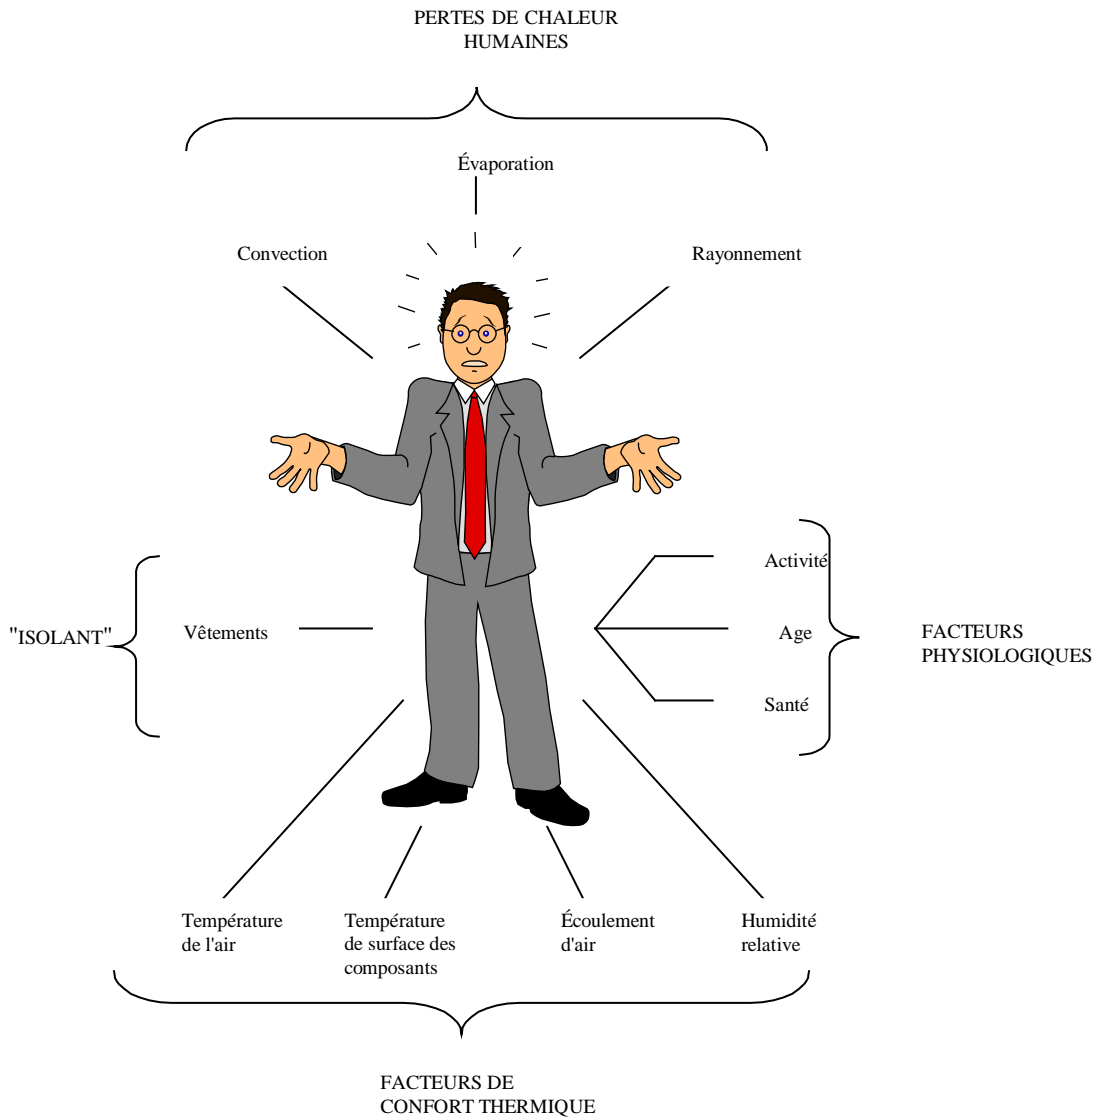 PERTES DE CHALEUR
HUMAINES
Évaporation
Convection
Rayonnement
Activité
"ISOLANT"
Vêtements
Age
FACTEURS
PHYSIOLOGIQUES
Santé
Température
de l'air
Température
de surface des
composants
Écoulement
d'air
Humidité
relative
FACTEURS DE
CONFORT THERMIQUE